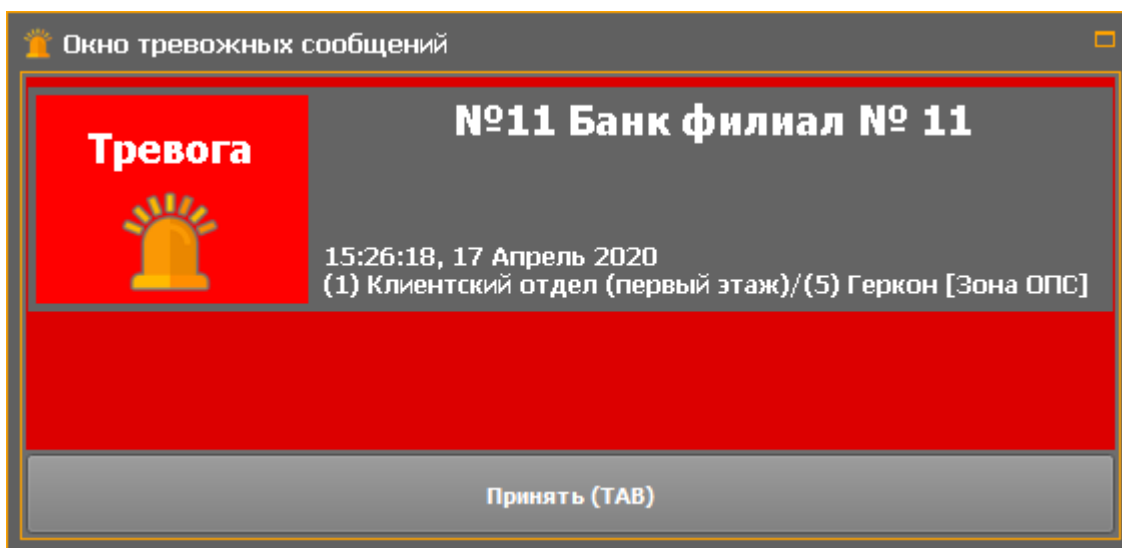 Окно тревожных сообщений
Тревога
№11 Банк филиал № 11
15:26:18, 17 Апрель 2020
(1) Клиентский отдел (первый этаж)/(5) Геркон [Зона ОПС]
Принять (TAB)